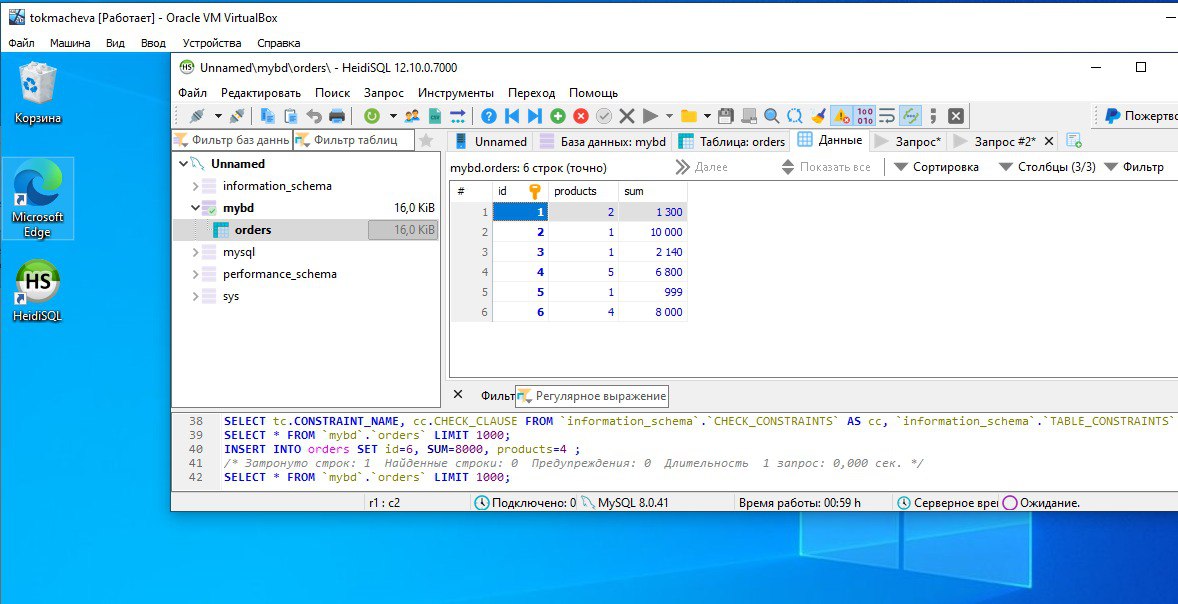 tokmacheva [Работает] - Oracle VM VirtualBox
Файл Машина Вид Ввод Устройства Справка
Корзина
Microsoft Edge
HeidiSQL
Unnamed\mybd\orders\ - HeidiSQL 12.10.0.7000
Файл Редактировать Поиск Запрос Инструменты Переход Помощь
Пожертво
Фильтр баз данны Фильтр таблиц
Unnamed База данных: mybd Таблица: orders Данные Запрос* Запрос #2*
Unnamed
information_schema
mybd 16,0 KiB
orders 16,0 KiB
mysql
performance_schema
sys
mybd.orders: 6 строк (точно) Далее Показать все Сортировка Столбцы (3/3) Фильтр
# id products sum
1 1 2 1 300
2 2 1 10 000
3 3 1 2 140
4 4 5 6 800
5 5 1 999
6 6 4 8 000
Фильт Регулярное выражение
38 SELECT tc.CONSTRAINT_NAME, cc.CHECK_CLAUSE FROM `information_schema`.`CHECK_CONSTRAINTS` AS cc, `information_schema`.`TABLE_CONSTRAINTS`
39 SELECT * FROM `mybd`.`orders` LIMIT 1000;
40 INSERT INTO orders SET id=6, SUM=8000, products=4 ;
41 /* Затронуто строк: 1 Найденные строки: 0 Предупреждения: 0 Длительность 1 запрос: 0,000 сек. */
42 SELECT * FROM `mybd`.`orders` LIMIT 1000;
r1 : c2 Подключено: 0 MySQL 8.0.41 Время работы: 00:59 h Серверное врем Ожидание.